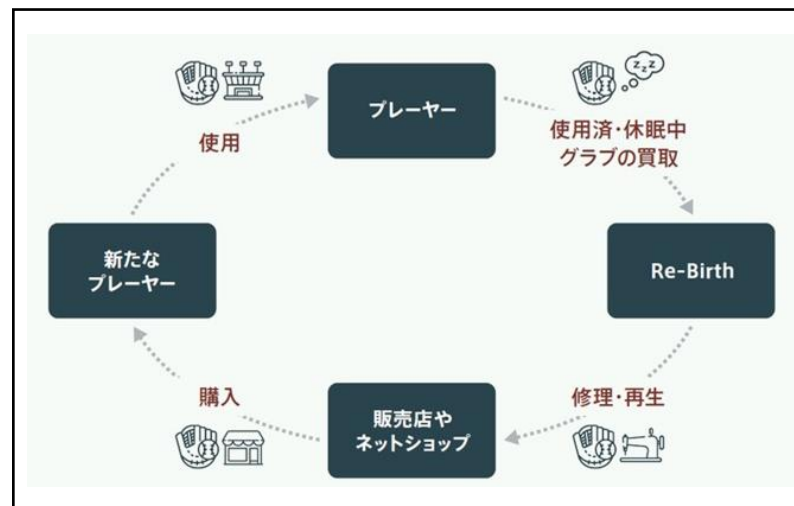 プレーヤー
使用済・休眠中
グラブの買取
Re-Birth
修理・再生
販売店や
ネットショップ
購入
新たな
プレーヤー
使用
zzz